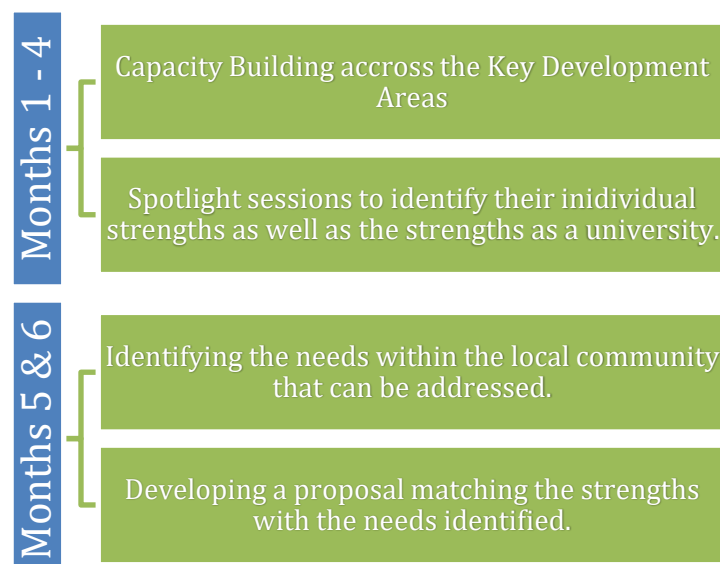 Months 1 - 4
Capacity Building accross the Key Development
Areas
Spotlight sessions to identify their inidividual
strengths as well as the strengths as a university.
Months 5 & 6
Identifying the needs within the local community
that can be addressed.
Developing a proposal matching the strengths
with the needs identified.